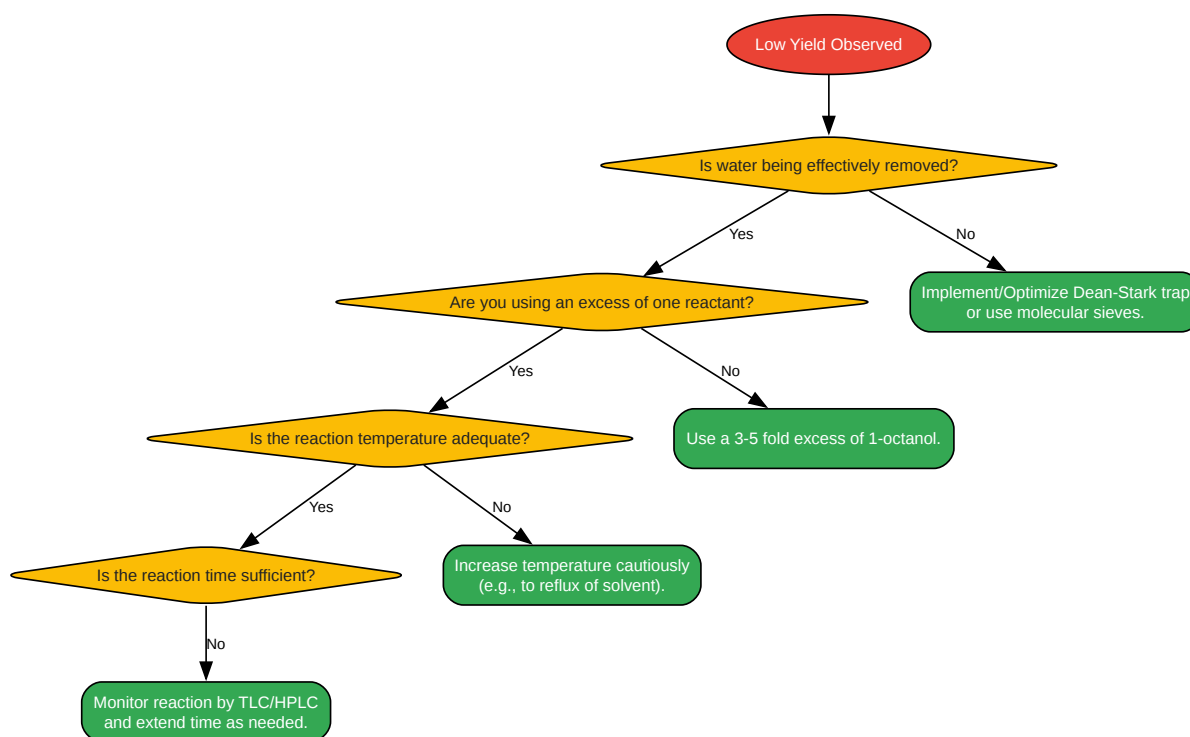 Low Yield Observed
Is water being effectively removed?
Yes
No
Are you using an excess of one reactant?
Implement/Optimize Dean-Stark trap
or use molecular sieves.
Yes
No
Is the reaction temperature adequate?
Use a 3-5 fold excess of 1-octanol.
Yes
No
Is the reaction time sufficient?
Increase temperature cautiously
(e.g., to reflux of solvent).
No
Monitor reaction by TLC/HPLC
and extend time as needed.